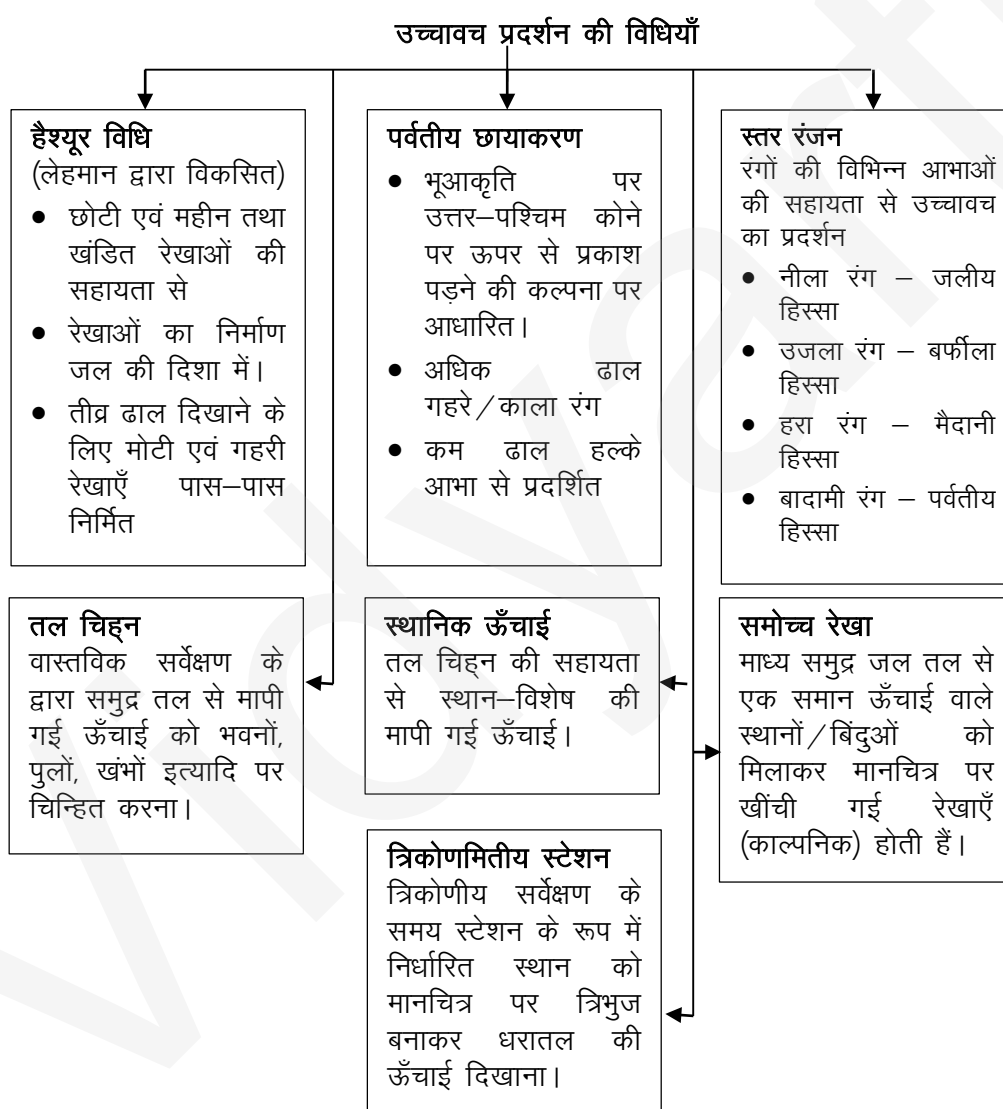 उच्चावच प्रदर्शन की विधियाँ
हैश्यूर विधि
(लेहमान द्वारा विकसित)
• छोटी एवं महीन तथा
खंडित रेखाओं की
सहायता से
• रेखाओं का निर्माण
जल की दिशा में।
• तीव्र ढाल दिखाने के
लिए मोटी एवं गहरी
रेखाएँ पास–पास
निर्मित
पर्वतीय छायाकरण
• भूआकृति पर
उत्तर–पश्चिम कोने
पर ऊपर से प्रकाश
पड़ने की कल्पना पर
आधारित।
• अधिक ढाल
गहरे/काला रंग
• कम ढाल हल्के
आभा से प्रदर्शित
स्तर रंजन
रंगों की विभिन्न आभाओं
की सहायता से उच्चावच
का प्रदर्शन
• नीला रंग – जलीय
हिस्सा
• उजला रंग – बर्फीला
हिस्सा
• हरा रंग – मैदानी
हिस्सा
• बादामी रंग – पर्वतीय
हिस्सा
तल चिह्न
वास्तविक सर्वेक्षण के
द्वारा समुद्र तल से मापी
गई ऊँचाई को भवनों,
पुलों, खंभों इत्यादि पर
चिन्हित करना।
स्थानिक ऊँचाई
तल चिह्न की सहायता
से स्थान–विशेष की
मापी गई ऊँचाई।
समोच्च रेखा
माध्य समुद्र जल तल से
एक समान ऊँचाई वाले
स्थानों/बिंदुओं को
मिलाकर मानचित्र पर
खींची गई रेखाएँ
(काल्पनिक) होती हैं।
त्रिकोणमितीय स्टेशन
त्रिकोणीय सर्वेक्षण के
समय स्टेशन के रूप में
निर्धारित स्थान को
मानचित्र पर त्रिभुज
बनाकर धरातल की
ऊँचाई दिखाना।
Vidyart